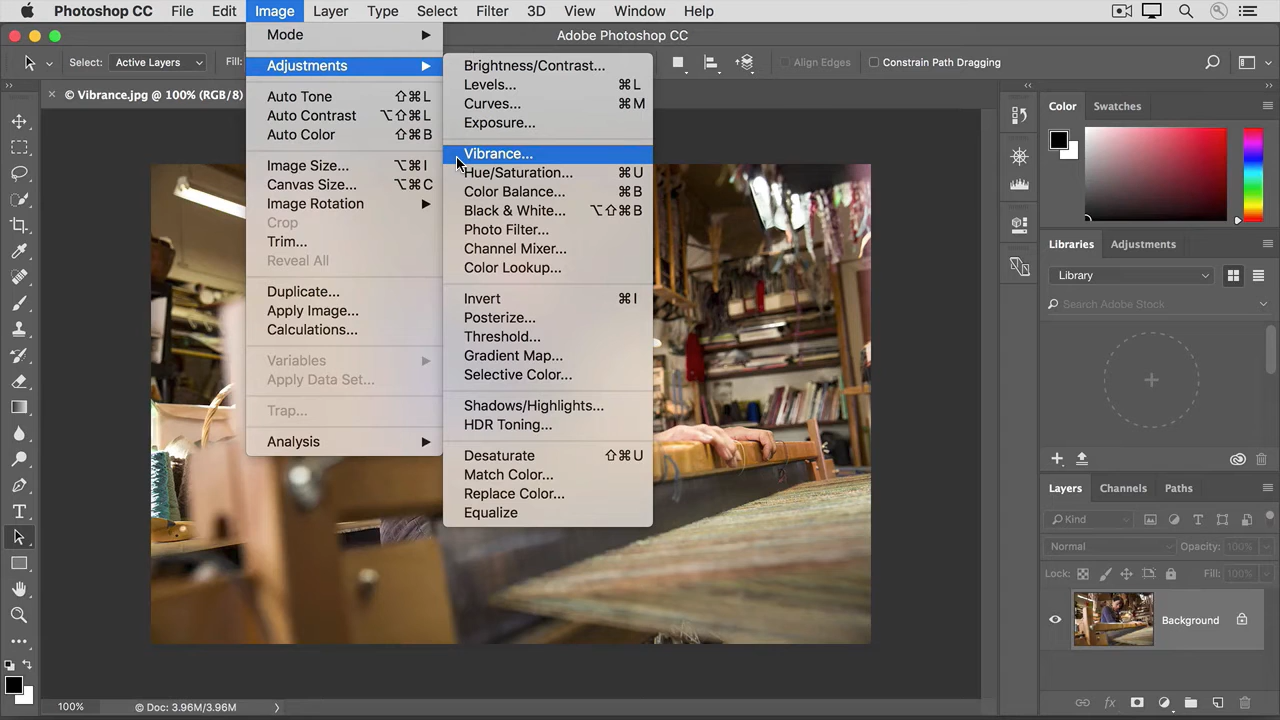 Photoshop CC File Edit Image Layer Type Select Filter 3D View Window Help
Adobe Photoshop CC
Select: Active Layers Fill: Align Edges Constrain Path Dragging
© Vibrance.jpg @ 100% (RGB/8)
Mode
Adjustments
Auto Tone ⇧⌘L
Auto Contrast ⌥⇧⌘L
Auto Color ⇧⌘B
Image Size... ⌥⌘I
Canvas Size... ⌥⌘C
Image Rotation
Crop
Trim...
Reveal All
Duplicate...
Apply Image...
Calculations...
Variables
Apply Data Set...
Trap...
Analysis
Brightness/Contrast...
Levels... ⌘L
Curves... ⌘M
Exposure...
Vibrance...
Hue/Saturation... ⌘U
Color Balance... ⌘B
Black & White... ⌥⇧⌘B
Photo Filter...
Channel Mixer...
Color Lookup...
Invert ⌘I
Posterize...
Threshold...
Gradient Map...
Selective Color...
Shadows/Highlights...
HDR Toning...
Desaturate ⇧⌘U
Match Color...
Replace Color...
Equalize
Color Swatches
Libraries Adjustments
Library
Search Adobe Stock
Layers Channels Paths
Kind
Normal Opacity: 100%
Lock: Fill: 100%
Background
100% © Doc: 3.96M/3.96M